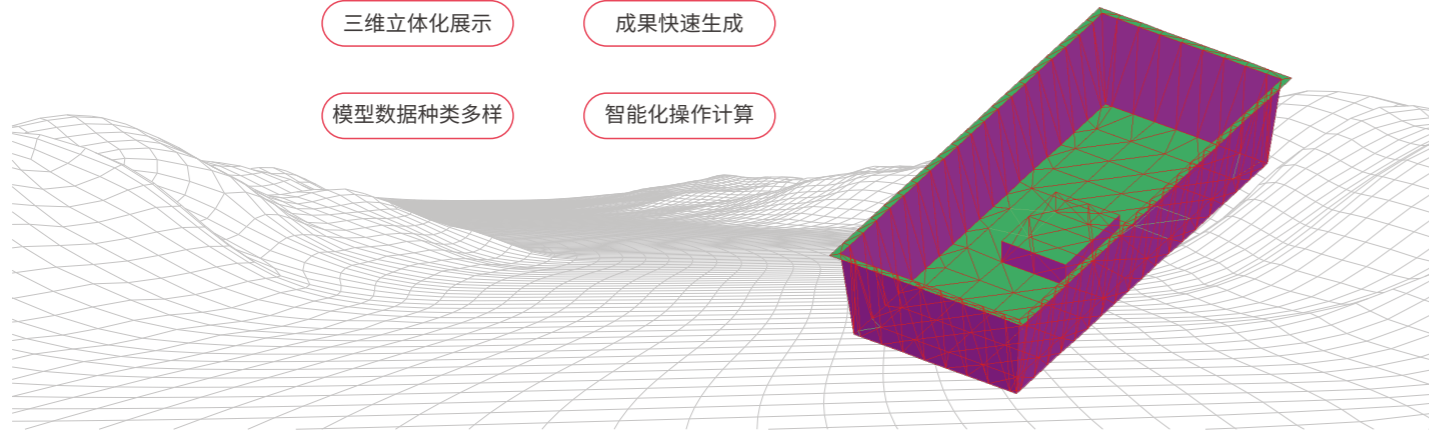 三维立体化展示
成果快速生成
模型数据种类多样
智能化操作计算